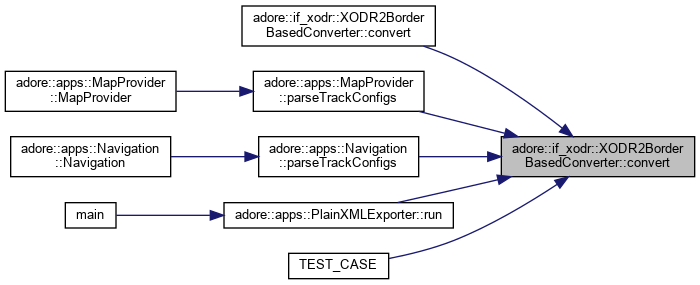 adore::if_xodr::XODR2Border
BasedConverter::convert
adore::apps::MapProvider
::MapProvider
adore::apps::MapProvider
::parseTrackConfigs
adore::if_xodr::XODR2Border
BasedConverter::convert
adore::apps::Navigation
::Navigation
adore::apps::Navigation
::parseTrackConfigs
main
adore::apps::PlainXMLExporter::run
TEST_CASE